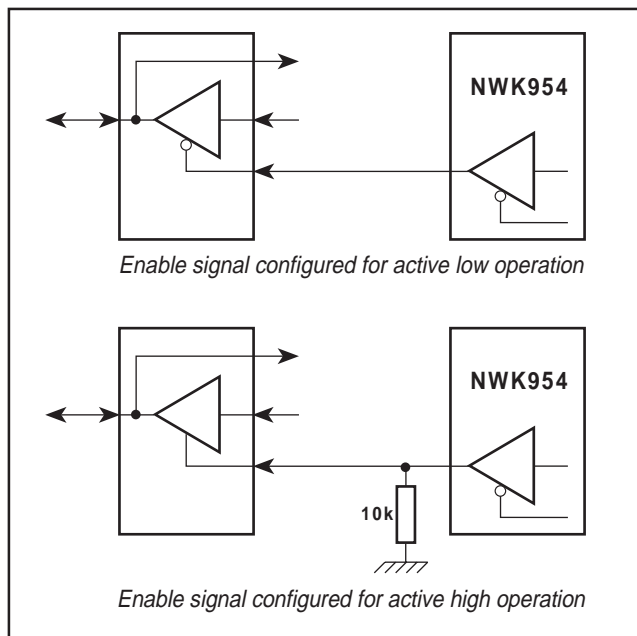 NWK954
Enable signal configured for active low operation
NWK954
10k
Enable signal configured for active high operation